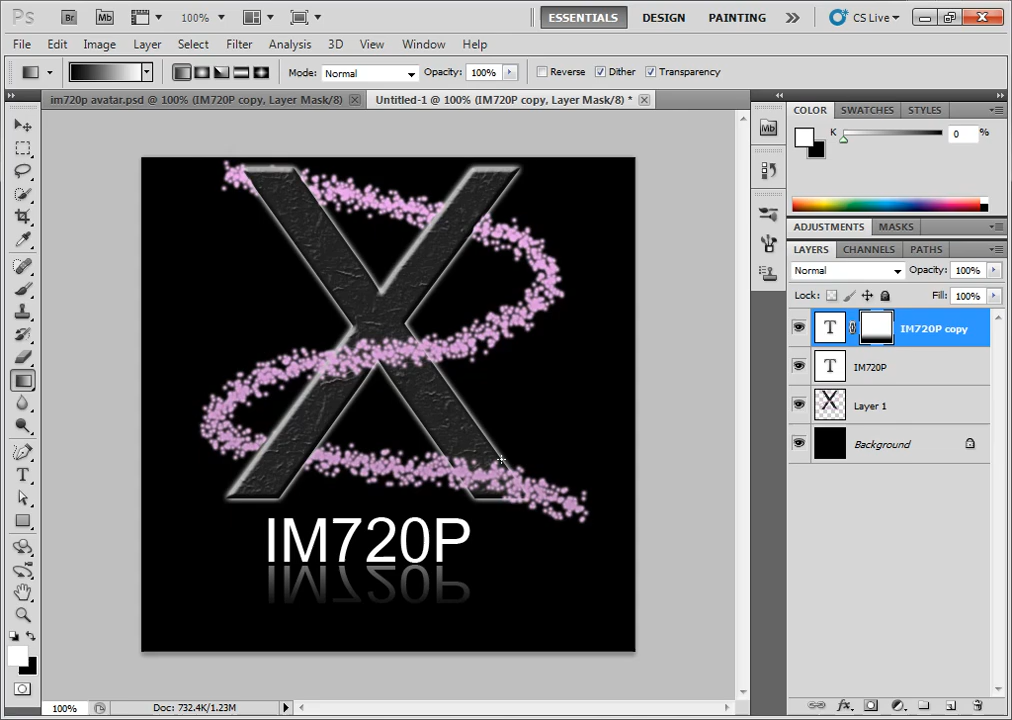 Ps Br Mb 100% ESSENTIALS DESIGN PAINTING CS Live
File Edit Image Layer Select Filter Analysis 3D View Window Help
Mode: Normal Opacity: 100% Reverse Dither Transparency
im720p avatar.psd @ 100% (IM720P copy, Layer Mask/8) Untitled-1 @ 100% (IM720P copy, Layer Mask/8) *
COLOR SWATCHES STYLES
Mb
K 0 %
ADJUSTMENTS MASKS
LAYERS CHANNELS PATHS
Normal Opacity: 100%
Lock: Fill: 100%
T IM720P copy
T IM720P
X Layer 1
Background
X
IM720P
IM720P
T
fx
100% Doc: 732.4K/1.23M